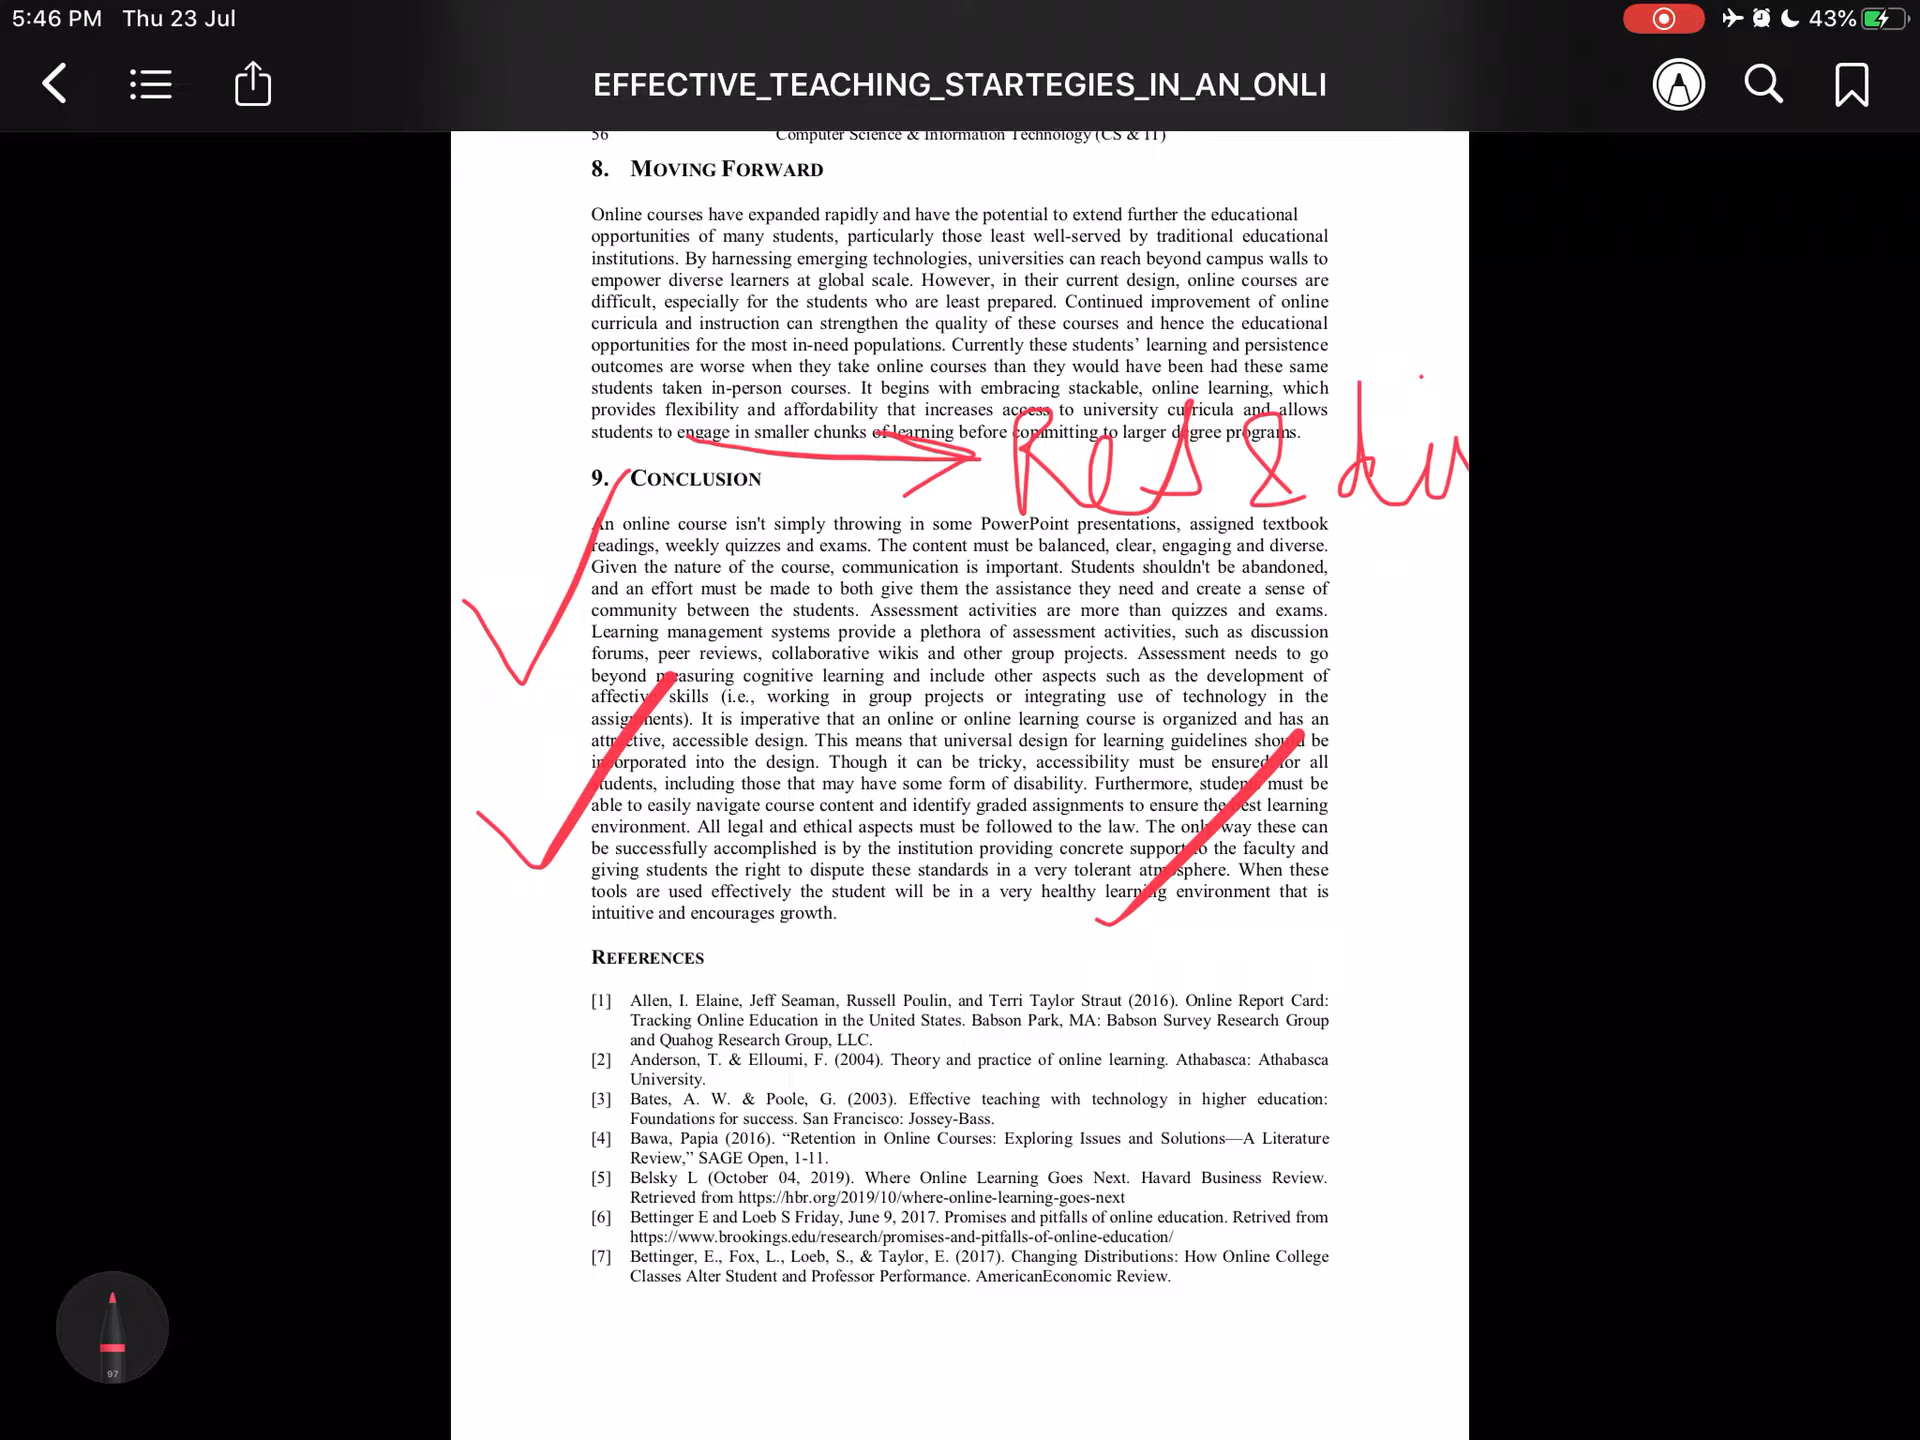 5:46 PM Thu 23 Jul
43%
EFFECTIVE_TEACHING_STARTEGIES_IN_AN_ONLI
56 Computer Science & Information Technology (CS & IT)
8. MOVING FORWARD
Online courses have expanded rapidly and have the potential to extend further the educational
opportunities of many students, particularly those least well-served by traditional educational
institutions. By harnessing emerging technologies, universities can reach beyond campus walls to
empower diverse learners at global scale. However, in their current design, online courses are
difficult, especially for the students who are least prepared. Continued improvement of online
curricula and instruction can strengthen the quality of these courses and hence the educational
opportunities for the most in-need populations. Currently these students’ learning and persistence
outcomes are worse when they take online courses than they would have been had these same
students taken in-person courses. It begins with embracing stackable, online learning, which
provides flexibility and affordability that increases access to university curricula and allows
students to engage in smaller chunks of learning before committing to larger degree programs.
Res &
9. CONCLUSION
An online course isn't simply throwing in some PowerPoint presentations, assigned textbook
readings, weekly quizzes and exams. The content must be balanced, clear, engaging and diverse.
Given the nature of the course, communication is important. Students shouldn't be abandoned,
and an effort must be made to both give them the assistance they need and create a sense of
community between the students. Assessment activities are more than quizzes and exams.
Learning management systems provide a plethora of assessment activities, such as discussion
forums, peer reviews, collaborative wikis and other group projects. Assessment needs to go
beyond measuring cognitive learning and include other aspects such as the development of
affective skills (i.e., working in group projects or integrating use of technology in the
assignments). It is imperative that an online or online learning course is organized and has an
attractive, accessible design. This means that universal design for learning guidelines should be
incorporated into the design. Though it can be tricky, accessibility must be ensured for all
students, including those that may have some form of disability. Furthermore, students must be
able to easily navigate course content and identify graded assignments to ensure the best learning
environment. All legal and ethical aspects must be followed to the law. The only way these can
be successfully accomplished is by the institution providing concrete support to the faculty and
giving students the right to dispute these standards in a very tolerant atmosphere. When these
tools are used effectively the student will be in a very healthy learning environment that is
intuitive and encourages growth.
REFERENCES
[1] Allen, I. Elaine, Jeff Seaman, Russell Poulin, and Terri Taylor Straut (2016). Online Report Card:
Tracking Online Education in the United States. Babson Park, MA: Babson Survey Research Group
and Quahog Research Group, LLC.
[2] Anderson, T. & Elloumi, F. (2004). Theory and practice of online learning. Athabasca: Athabasca
University.
[3] Bates, A. W. & Poole, G. (2003). Effective teaching with technology in higher education:
Foundations for success. San Francisco: Jossey-Bass.
[4] Bawa, Papia (2016). “Retention in Online Courses: Exploring Issues and Solutions—A Literature
Review,” SAGE Open, 1-11.
[5] Belsky L (October 04, 2019). Where Online Learning Goes Next. Havard Business Review.
Retrieved from https://hbr.org/2019/10/where-online-learning-goes-next
[6] Bettinger E and Loeb S Friday, June 9, 2017. Promises and pitfalls of online education. Retrived from
https://www.brookings.edu/research/promises-and-pitfalls-of-online-education/
[7] Bettinger, E., Fox, L., Loeb, S., & Taylor, E. (2017). Changing Distributions: How Online College
Classes Alter Student and Professor Performance. AmericanEconomic Review.
97